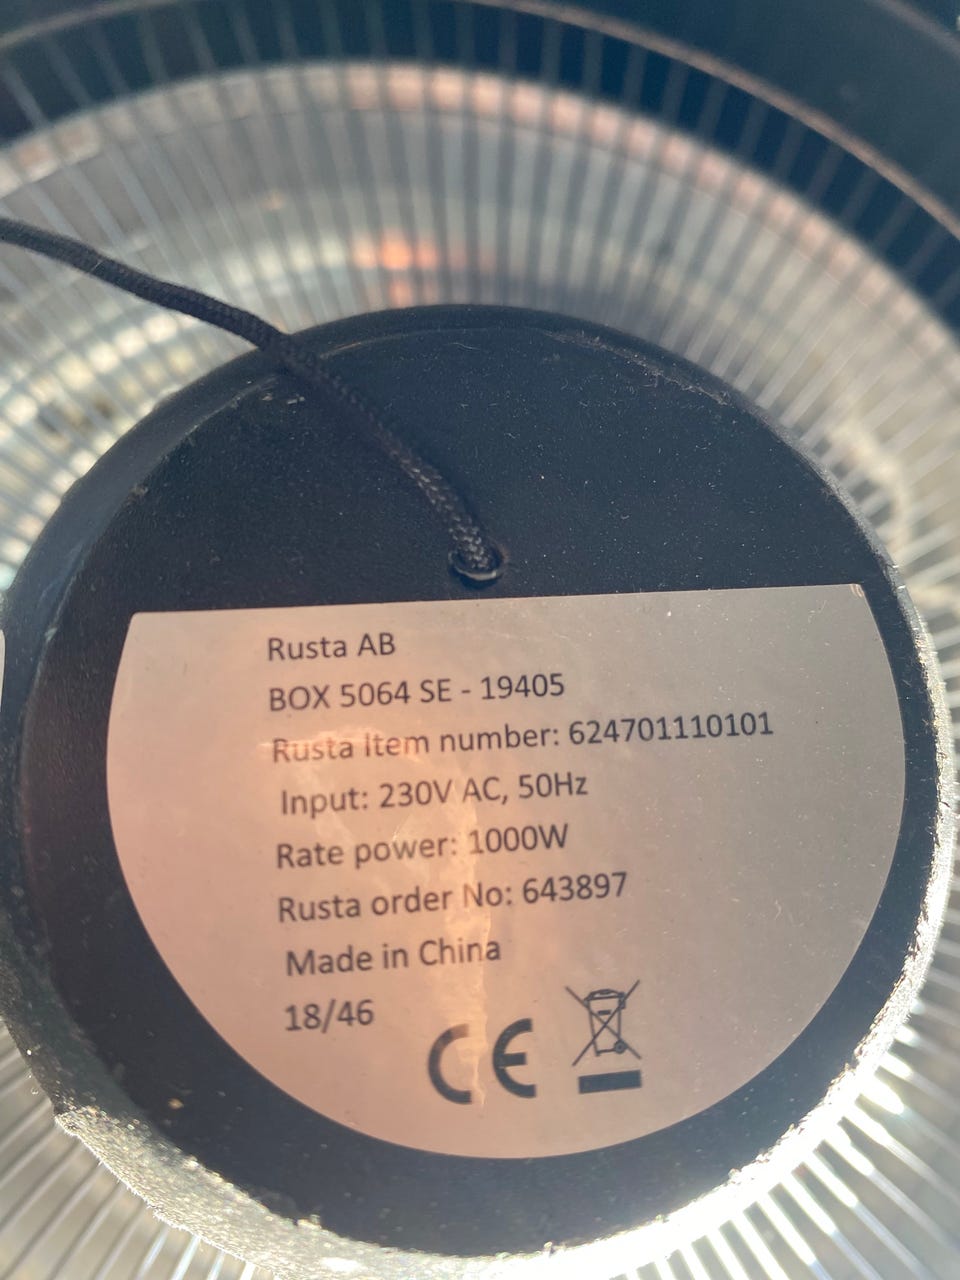 Rusta AB
BOX 5064 SE - 19405
Rusta Item number: 624701110101
Input: 230V AC, 50Hz
Rate power: 1000W
Rusta order No: 643897
Made in China
18/46
CE